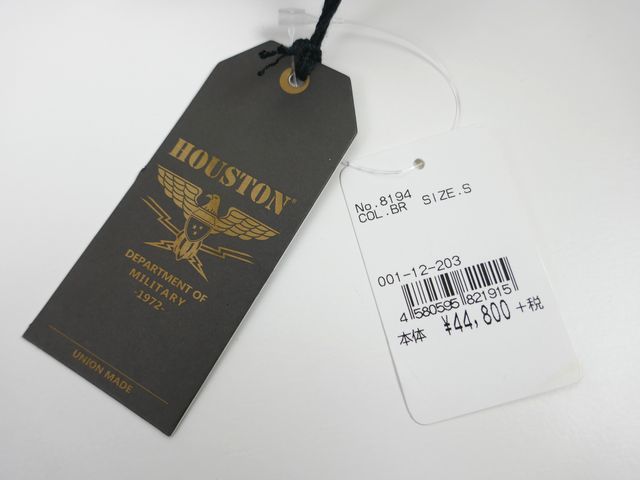 HOUSTON®
DEPARTMENT OF
MILITARY
-1972-
UNION MADE
No.8194
COL.BR SIZE.S
001-12-203
4 580595 821915
本体 ¥44,800 +税